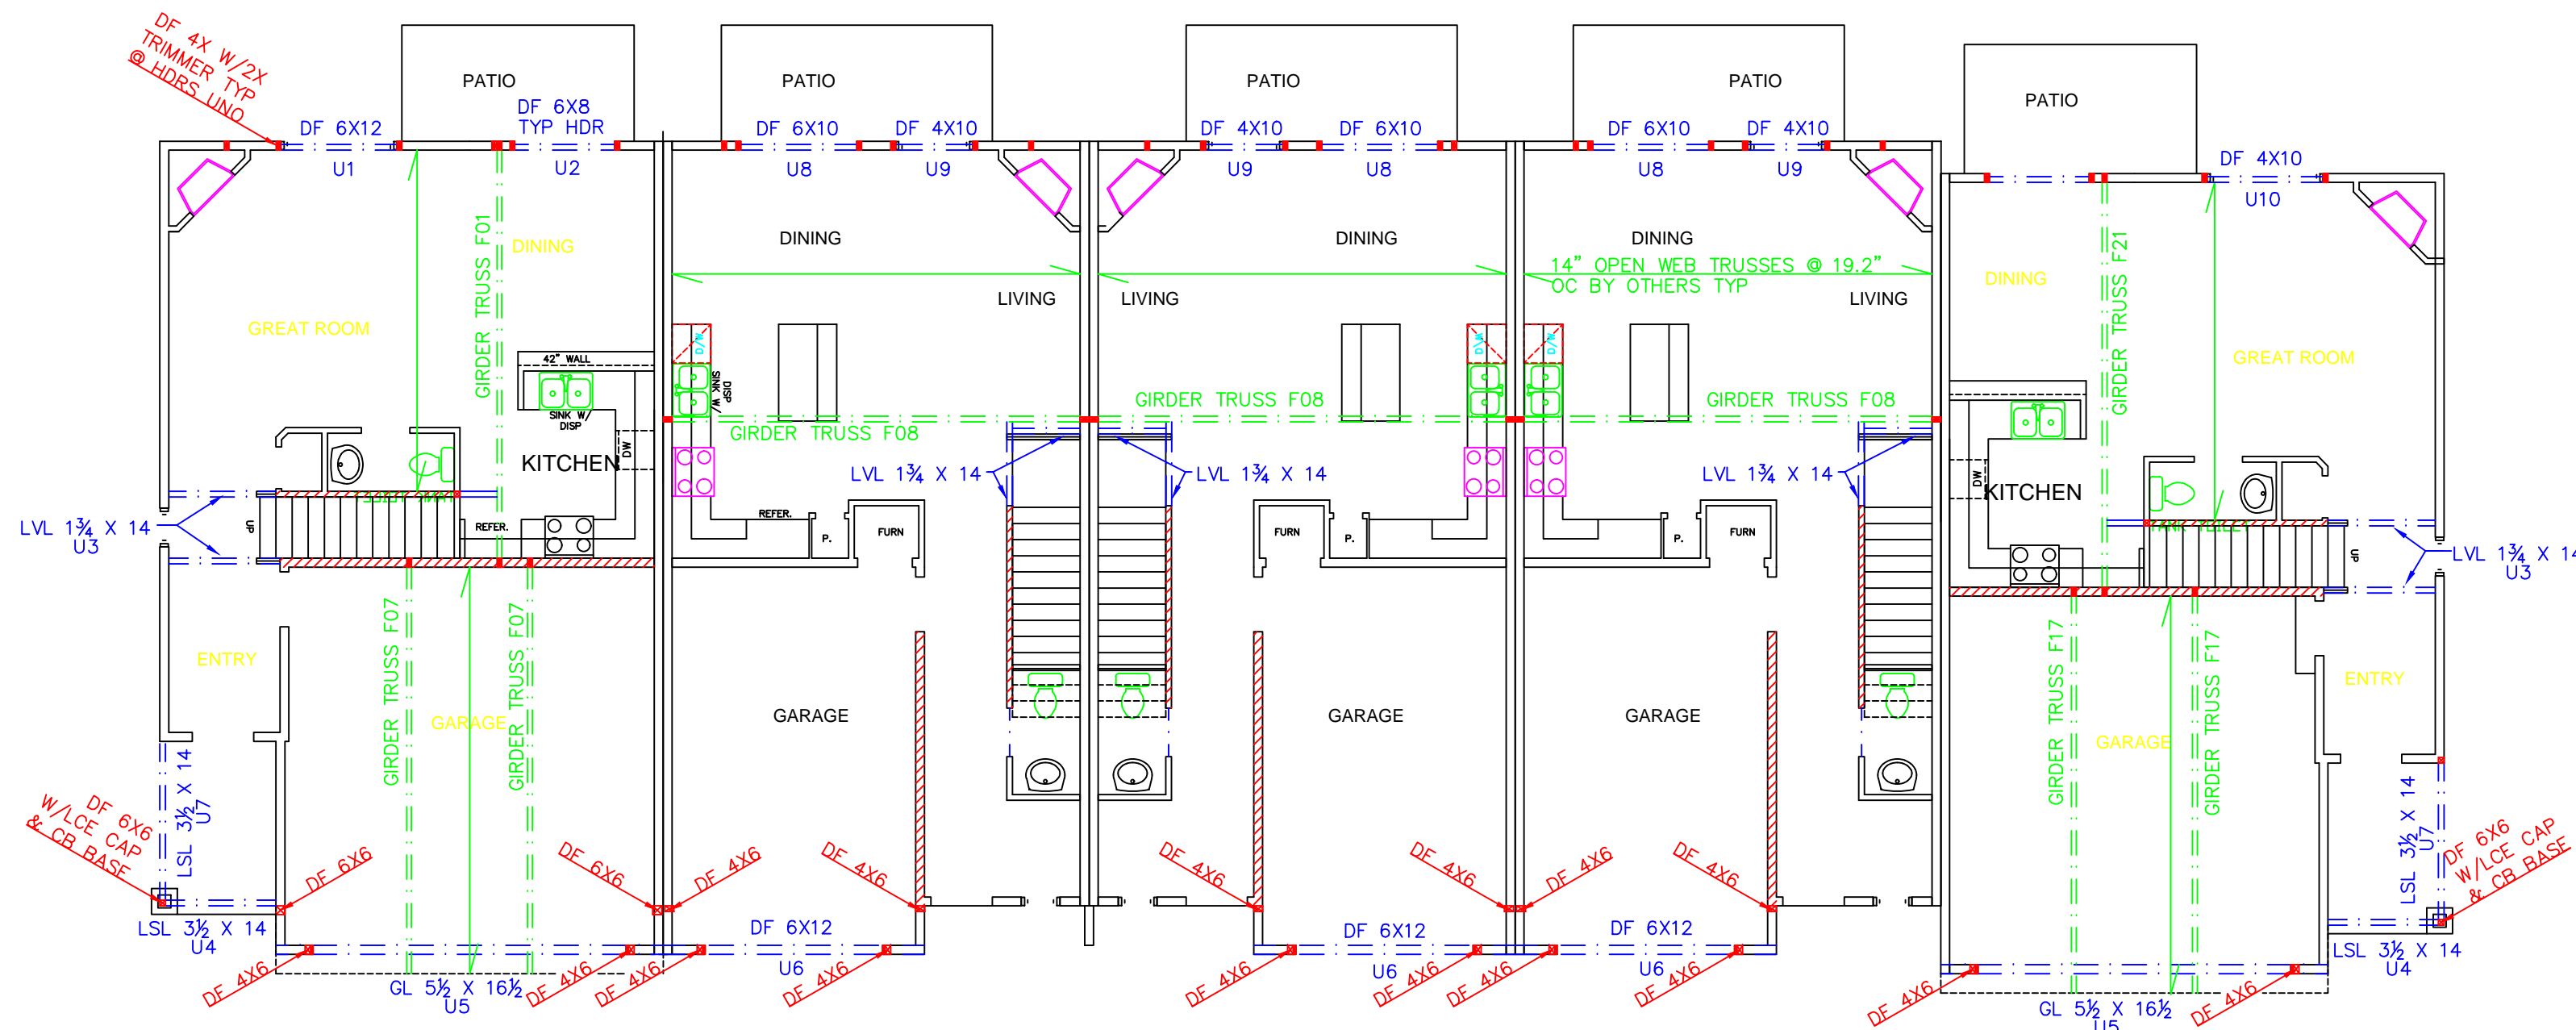 DF 4X W/2X
TRIMMER TYP
@ HDRS UNO
PATIO
PATIO
PATIO
PATIO
PATIO
DF 6X12
U1
DF 6X8
TYP HDR
U2
DF 6X10
U8
DF 4X10
U9
DF 4X10
U9
DF 6X10
U8
DF 6X10
U8
DF 4X10
U9
DF 4X10
U10
GIRDER TRUSS F01
DINING
DINING
DINING
DINING
DINING
14" OPEN WEB TRUSSES @ 19.2"
OC BY OTHERS TYP
GIRDER TRUSS F21
LIVING
LIVING
LIVING
GREAT ROOM
GREAT ROOM
42" WALL
SINK W/
DISP
DW
KITCHEN
D/W
SINK W/
DISP
D/W
D/W
GIRDER TRUSS F08
GIRDER TRUSS F08
GIRDER TRUSS F08
DW
KITCHEN
LVL 1¾ X 14
LVL 1¾ X 14
LVL 1¾ X 14
LVL 1¾ X 14
U3
UP
REFER.
REFER.
P.
FURN
FURN
P.
P.
FURN
UP
LVL 1¾ X 14
U3
GIRDER TRUSS F07
GIRDER TRUSS F07
GIRDER TRUSS F17
GIRDER TRUSS F17
ENTRY
ENTRY
GARAGE
GARAGE
GARAGE
GARAGE
GARAGE
LSL 3½ X 14
U7
LSL 3½ X 14
U7
DF 6X6
W/LCE CAP
& CB BASE
DF 6X6
DF 6X6
DF 4X6
DF 4X6
DF 4X6
DF 4X6
DF 4X6
DF 4X6
DF 6X6
W/LCE CAP
& CB BASE
LSL 3½ X 14
U4
DF 6X12
U6
DF 6X12
U6
DF 6X12
U6
LSL 3½ X 14
U4
DF 4X6
GL 5½ X 16½
U5
DF 4X6
DF 4X6
DF 4X6
DF 4X6
DF 4X6
DF 4X6
DF 4X6
DF 4X6
GL 5½ X 16½
U5
DF 4X6